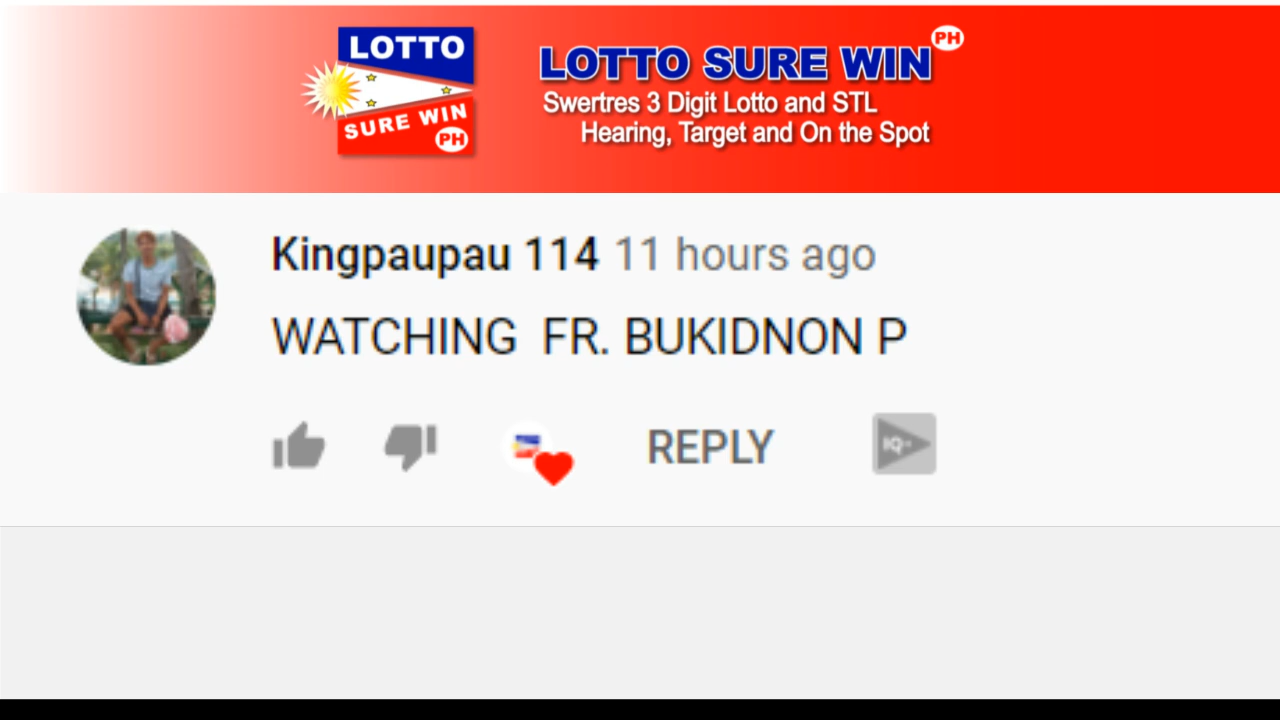 LOTTO
SURE WIN
PH
LOTTO SURE WIN PH
Swertres 3 Digit Lotto and STL
Hearing, Target and On the Spot
Kingpaupau 114 11 hours ago
WATCHING FR. BUKIDNON P
REPLY
IQ